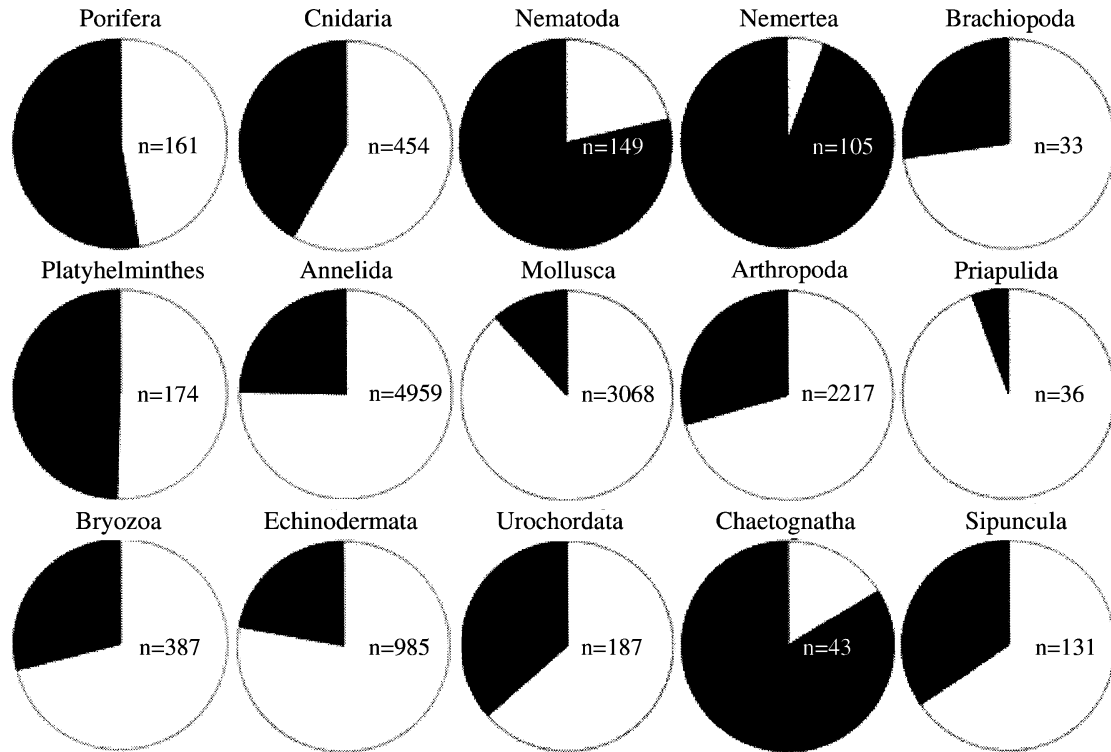 Porifera Cnidaria Nematoda Nemertea Brachiopoda
n=161 n=454 n=149 n=105 n=33
Platyhelminthes Annelida Mollusca Arthropoda Priapulida
n=174 n=4959 n=3068 n=2217 n=36
Bryozoa Echinodermata Urochordata Chaetognatha Sipuncula
n=387 n=985 n=187 n=43 n=131